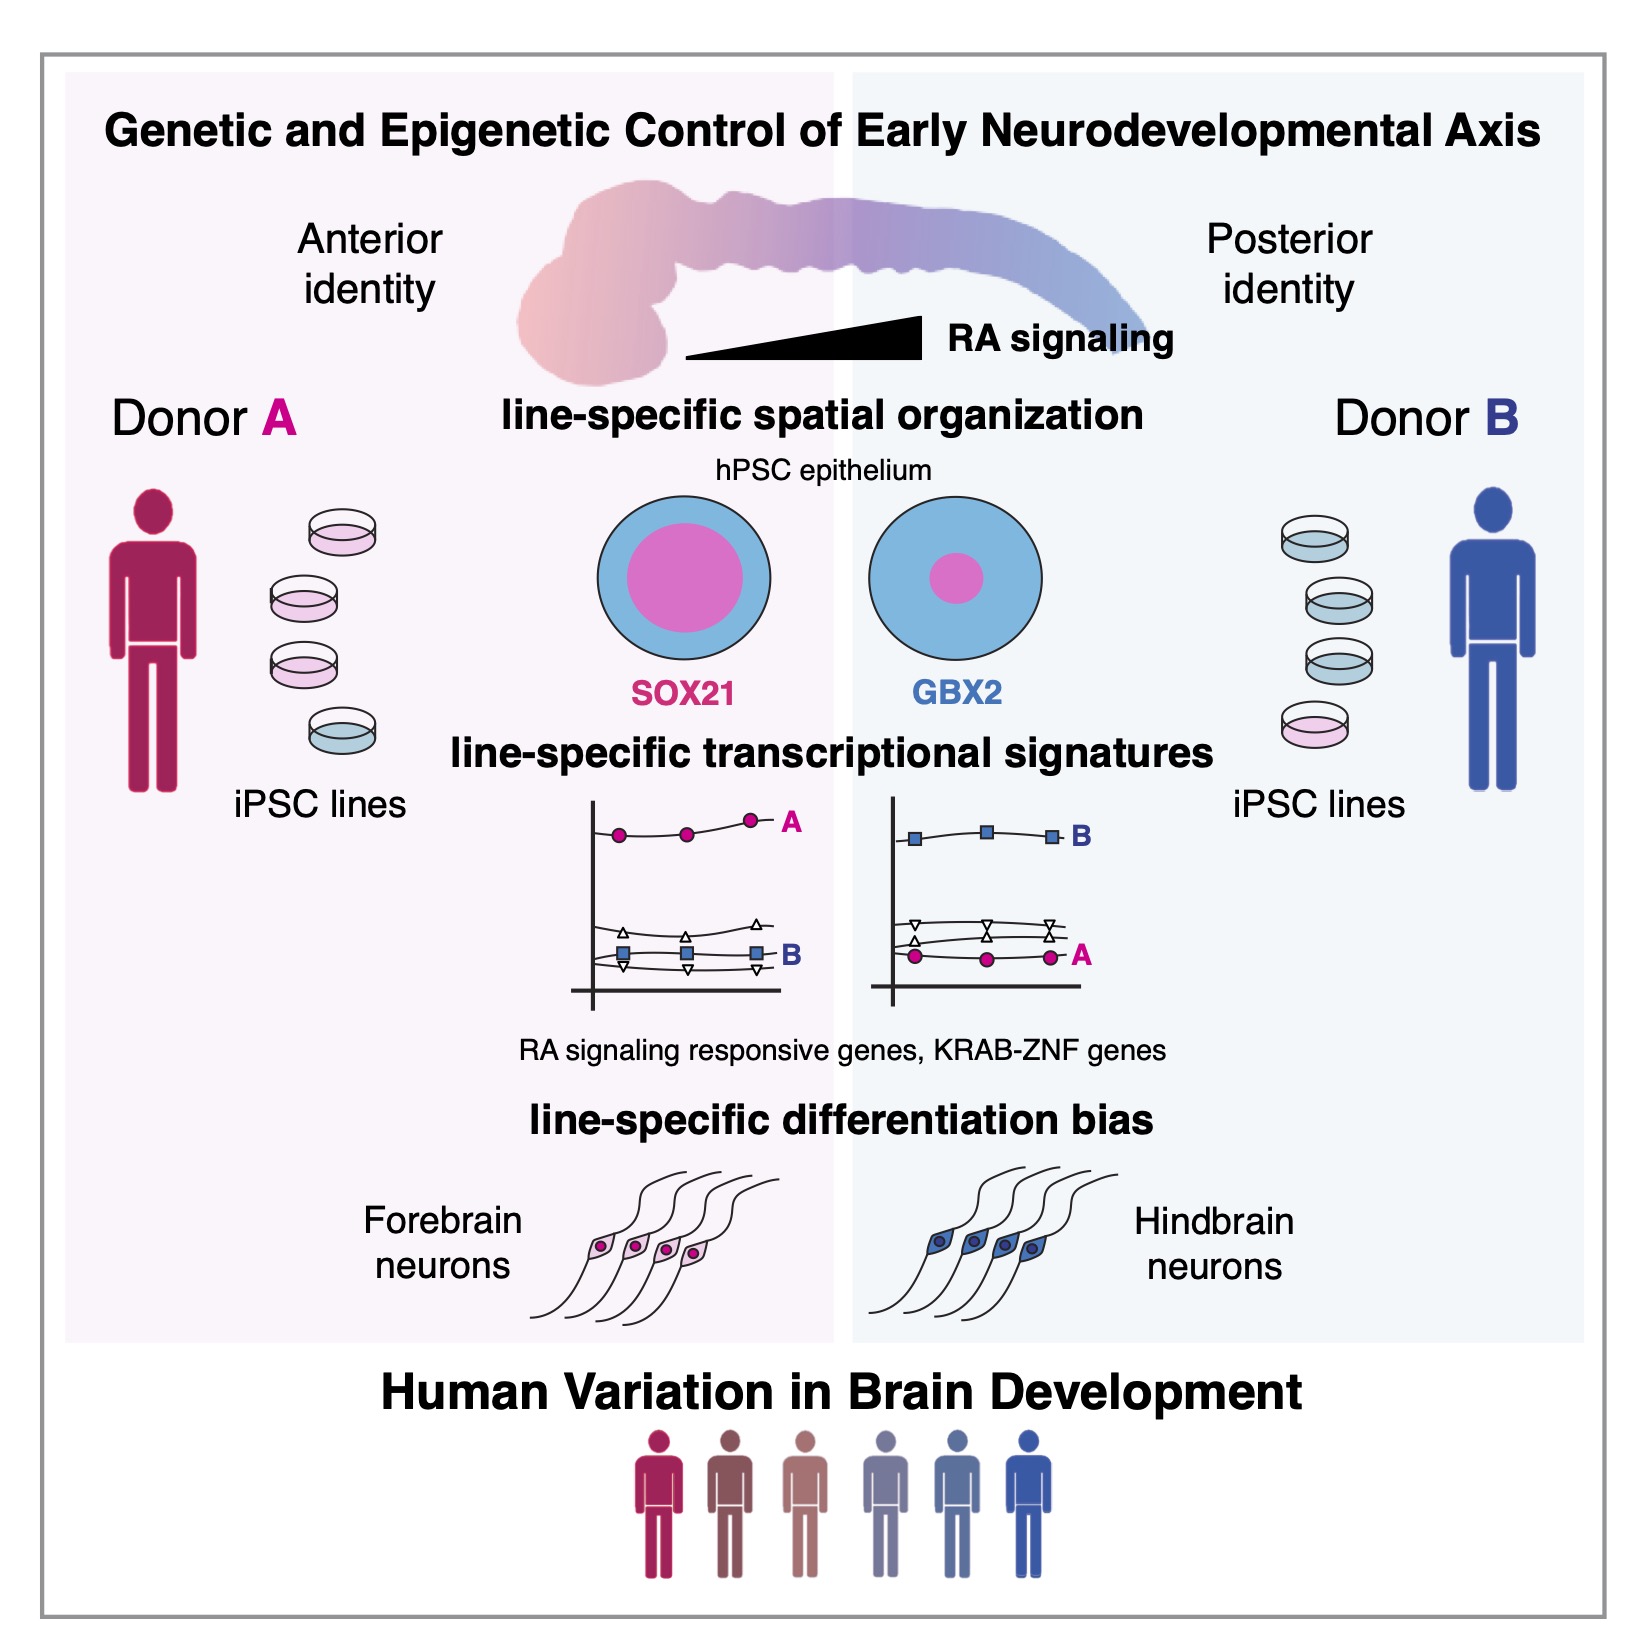 Genetic and Epigenetic Control of Early Neurodevelopmental Axis
Anterior
identity
Posterior
identity
RA signaling
Donor A
line-specific spatial organization
Donor B
hPSC epithelium
SOX21
GBX2
line-specific transcriptional signatures
iPSC lines
iPSC lines
A
B
B
A
RA signaling responsive genes, KRAB-ZNF genes
line-specific differentiation bias
Forebrain
neurons
Hindbrain
neurons
Human Variation in Brain Development